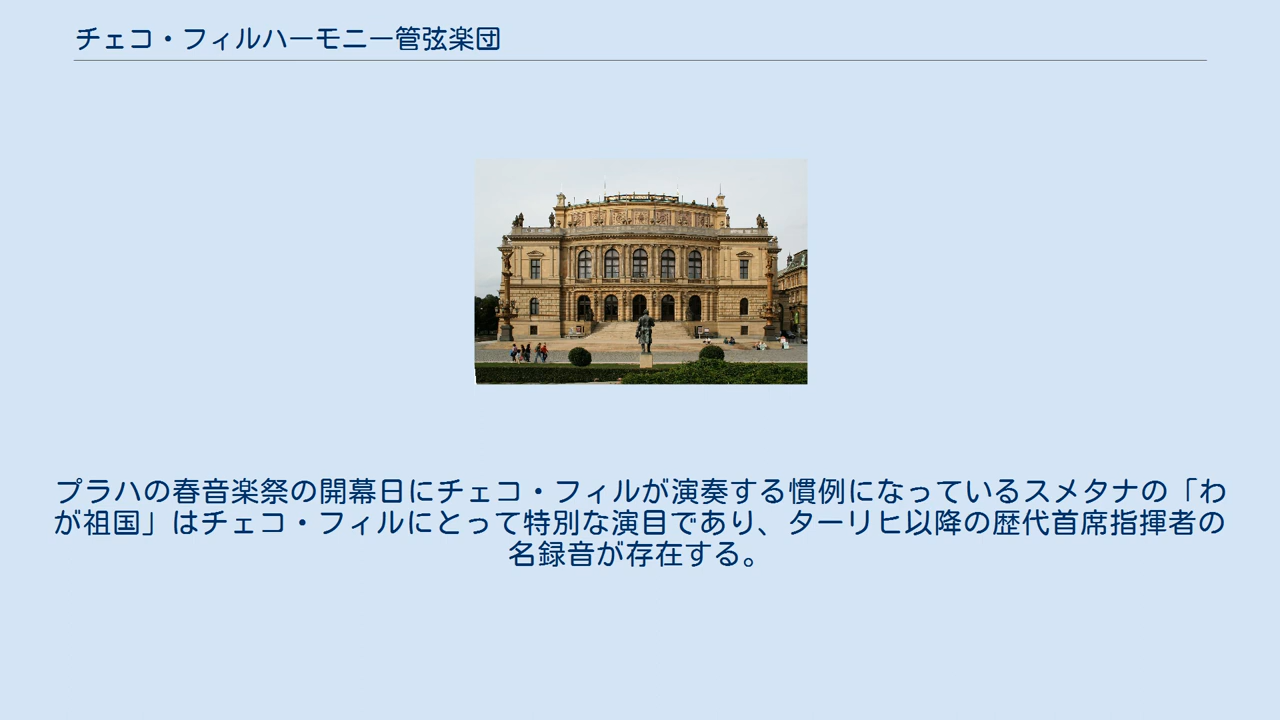 チェコ・フィルハーモニー管弦楽団
プラハの春音楽祭の開幕日にチェコ・フィルが演奏する慣例になっているスメタナの「わ
が祖国」はチェコ・フィルにとって特別な演目であり、ターリヒ以降の歴代首席指揮者の
名録音が存在する。